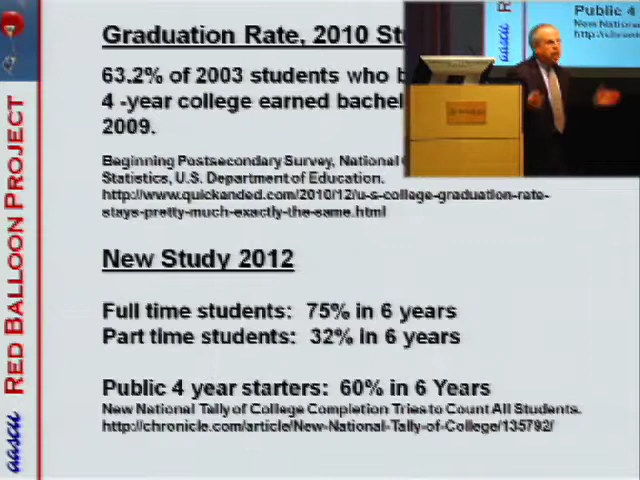 Graduation Rate, 2010
63.2% of 2003 students who
4 -year college earned
2009.
Beginning Postsecondary Survey, National
Statistics, U.S. Department of Education.
http://www.quickanded.com/2010/12/u-s-college-graduation-rate-
stays-pretty-much-exactly-the-same.html
New Study 2012
Full time students: 75% in 6 years
Part time students: 32% in 6 years
Public 4 year starters: 60% in 6 Years
New National Tally of College Completion Tries to Count All Students.
http://chronicle.com/article/New-National-Tally-of-College/135792/
aascu RED BALLOON PROJECT
Public 4
New Nation
aascu R